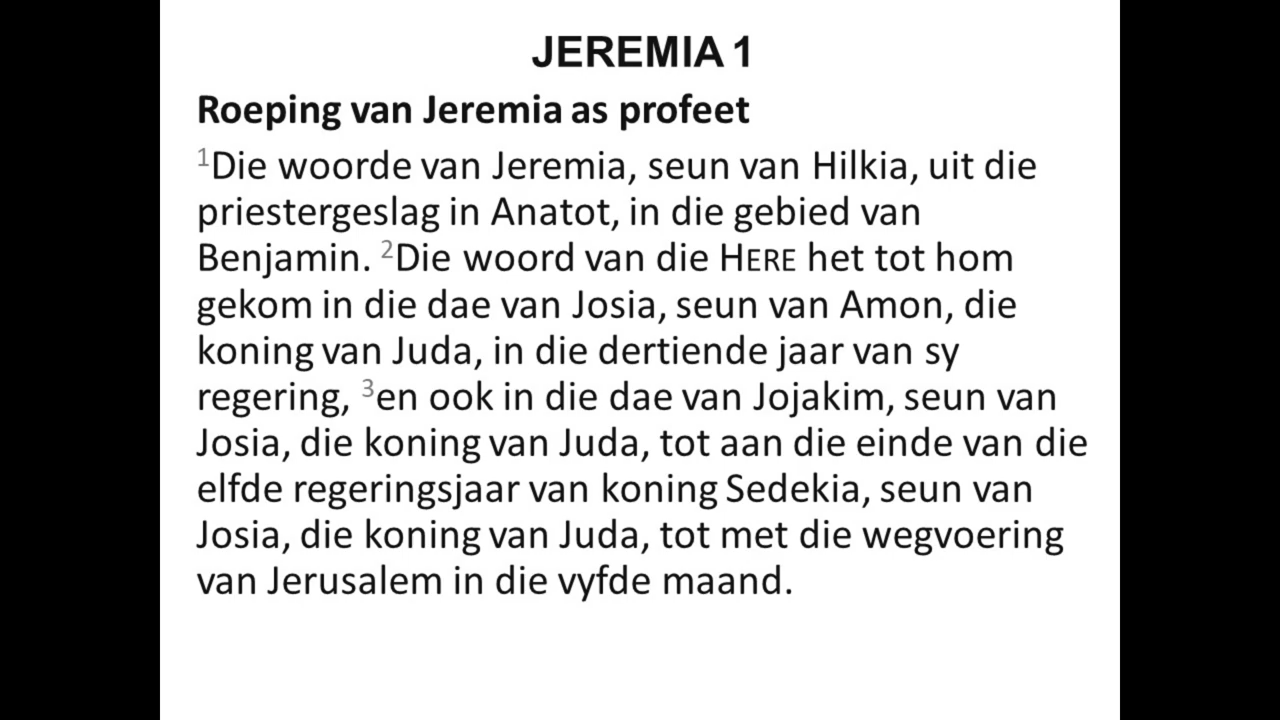 JEREMIA 1
Roeping van Jeremia as profeet
1Die woorde van Jeremia, seun van Hilkia, uit die
priestergeslag in Anatot, in die gebied van
Benjamin. 2Die woord van die HERE het tot hom
gekom in die dae van Josia, seun van Amon, die
koning van Juda, in die dertiende jaar van sy
regering, 3en ook in die dae van Jojakim, seun van
Josia, die koning van Juda, tot aan die einde van die
elfde regeringsjaar van koning Sedekia, seun van
Josia, die koning van Juda, tot met die wegvoering
van Jerusalem in die vyfde maand.